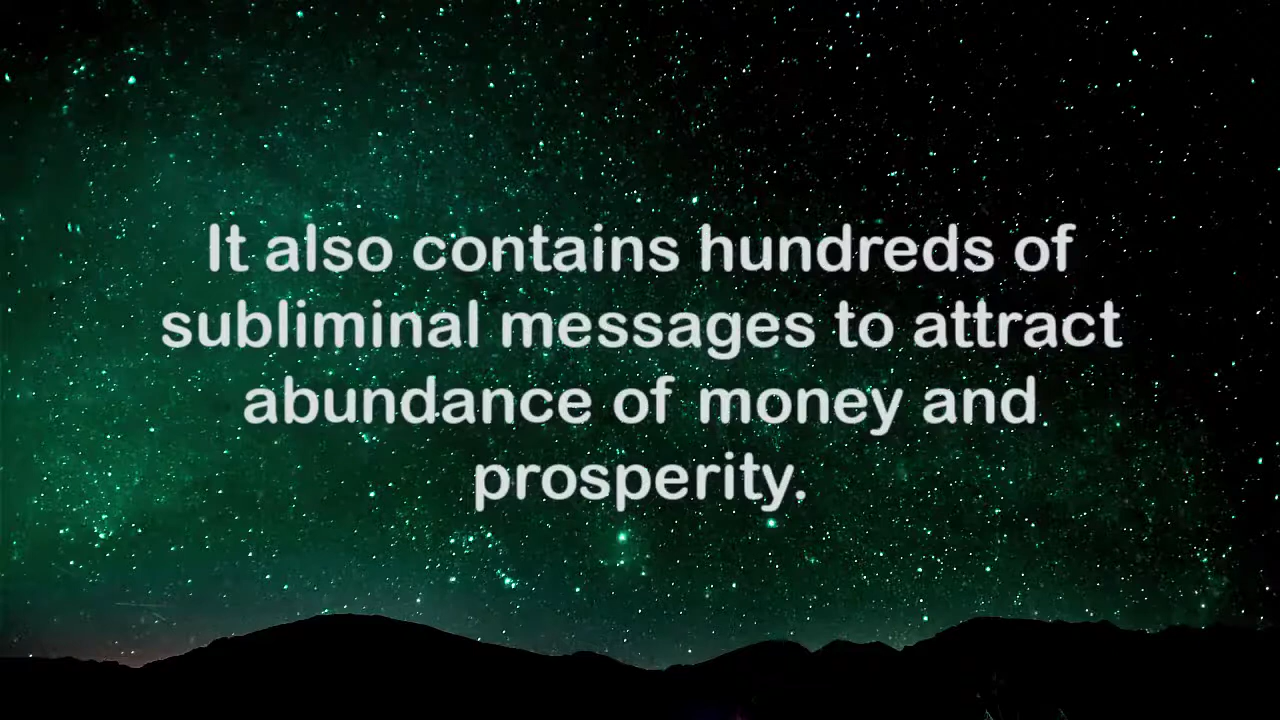 It also contains hundreds of
subliminal messages to attract
abundance of money and
prosperity.